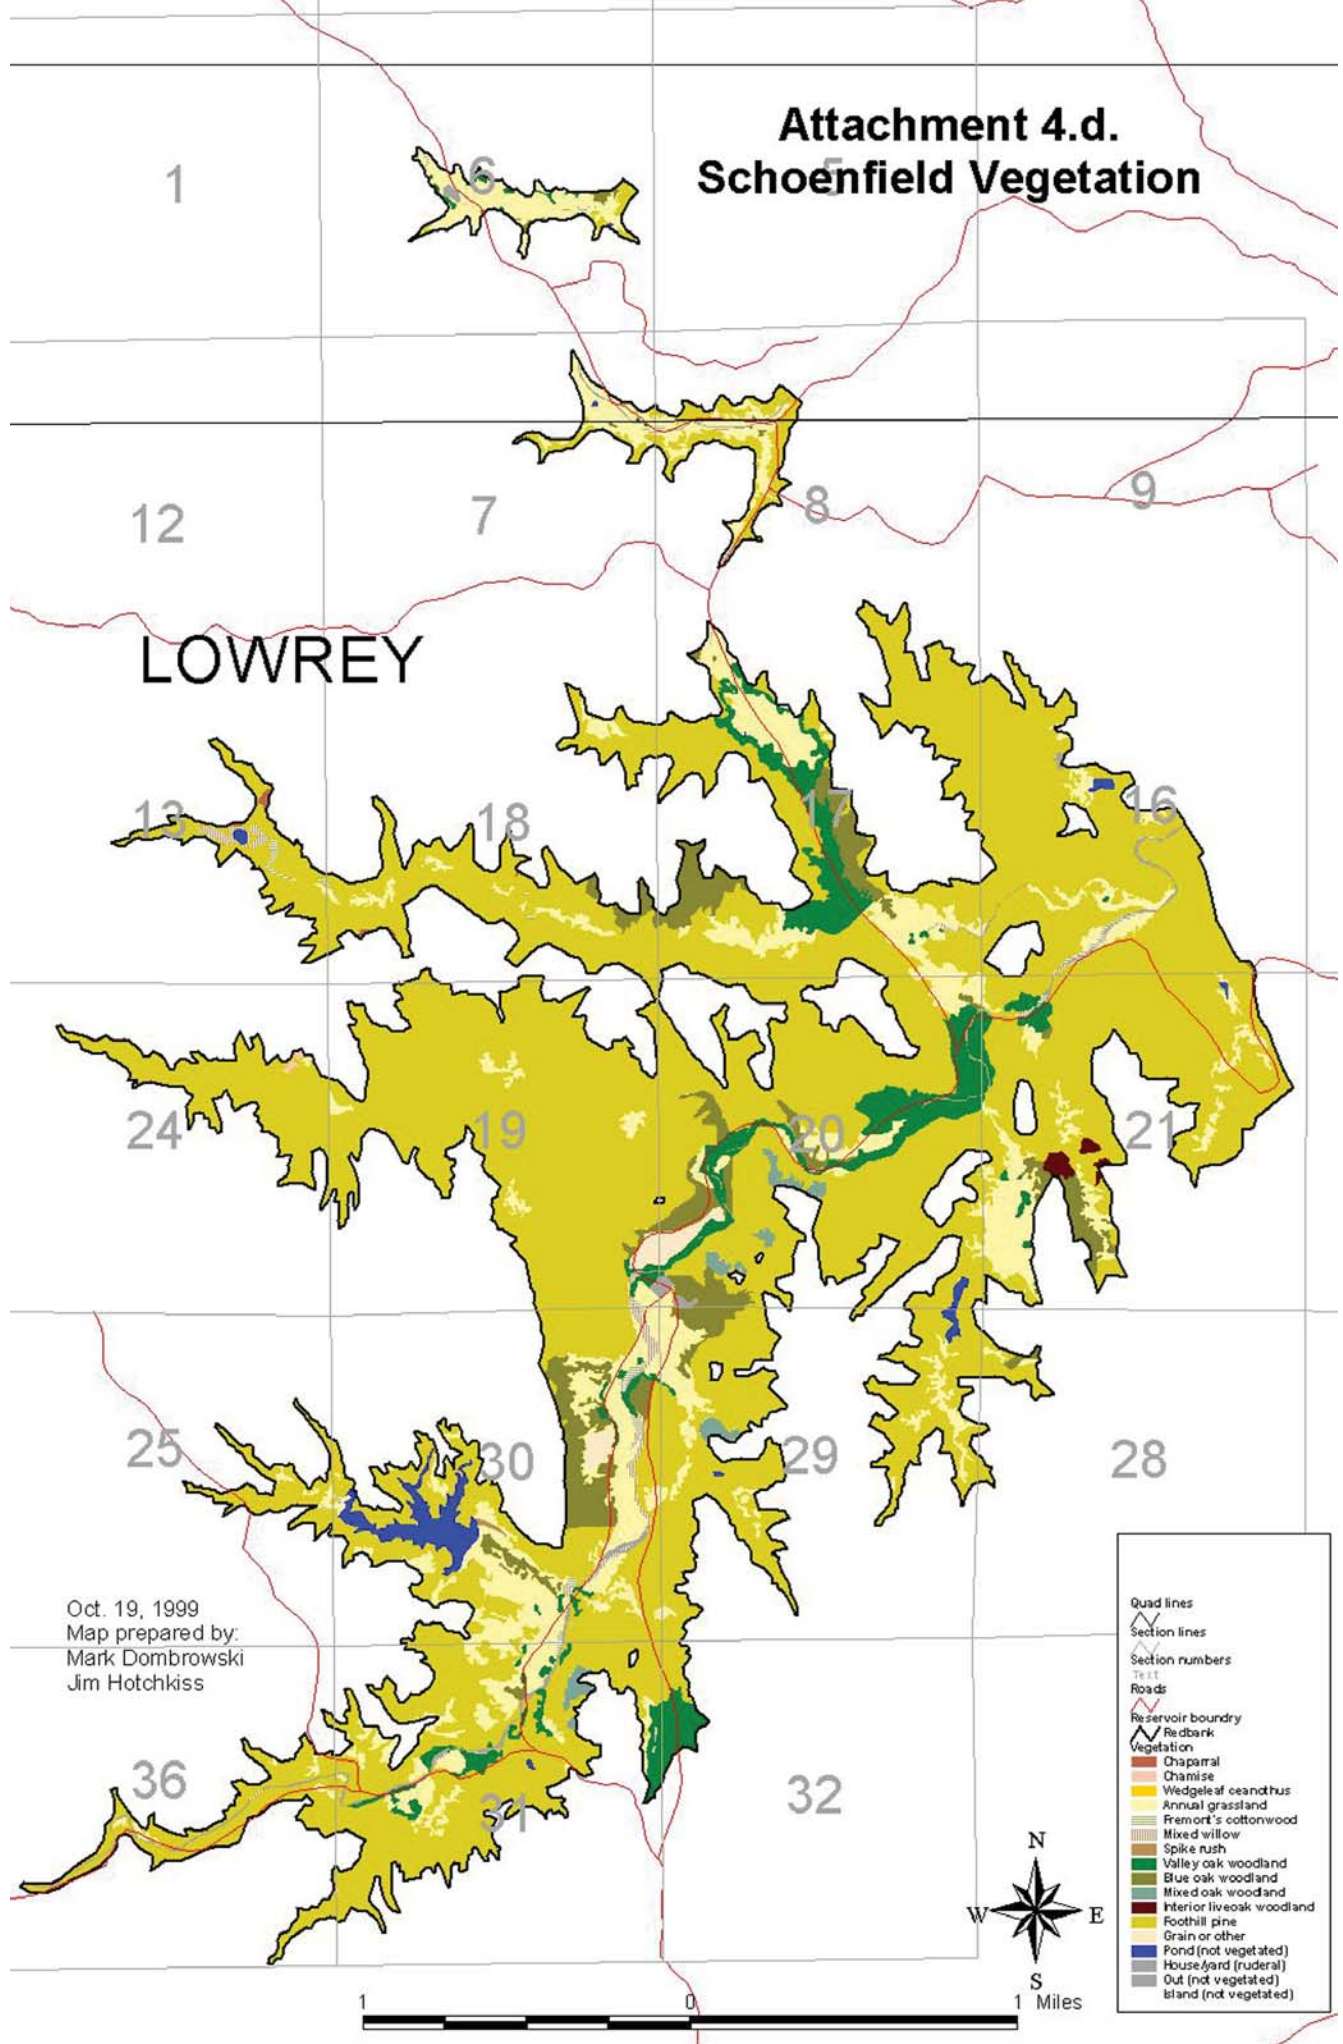 Attachment 4.d.
Schoenfield Vegetation
1
6
5
12
7
8
9
LOWREY
13
18
17
16
24
19
20
21
25
30
29
28
Oct. 19, 1999
Map prepared by:
Mark Dombrowski
Jim Hotchkiss
36
31
32
Quad lines
Section lines
Section numbers
Text
Roads
Reservoir boundry
Redbank
Vegetation
Chaparral
Chamise
Wedgeleaf ceanothus
Annual grassland
Fremont's cottonwood
Mixed willow
Spike rush
Valley oak woodland
Blue oak woodland
Mixed oak woodland
Interior liveoak woodland
Foothill pine
Grain or other
Pond (not vegetated)
House/yard (ruderal)
Out (not vegetated)
Island (not vegetated)
N
W E
S
1 0 1 Miles